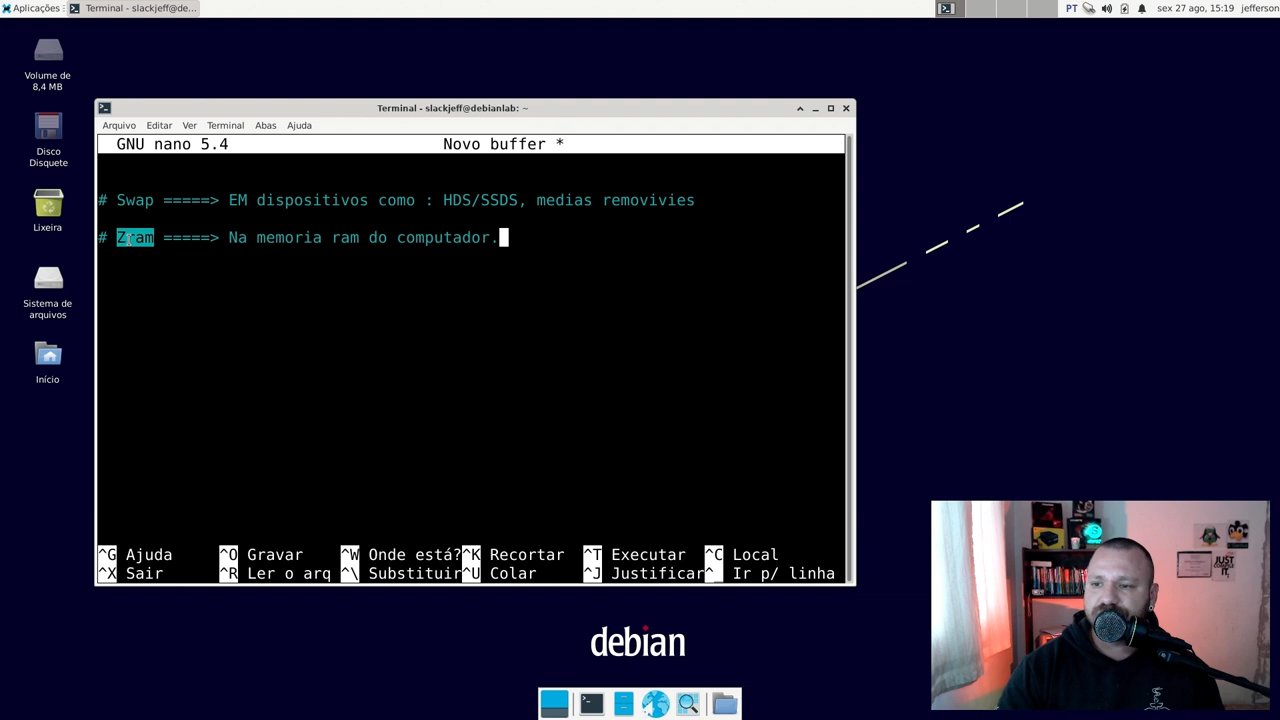 Aplicações
Terminal - slackjeff@de...
PT
sex 27 ago, 15:19
jefferson
Volume de
8,4 MB
Disco
Disquete
Lixeira
Sistema de
arquivos
Início
Terminal - slackjeff@debianlab: ~
Arquivo Editar Ver Terminal Abas Ajuda
GNU nano 5.4 Novo buffer *
# Swap =====> EM dispositivos como : HDS/SSDS, medias removivies
# Zram =====> Na memoria ram do computador.
^G Ajuda ^O Gravar ^W Onde está? ^K Recortar ^T Executar ^C Local
^X Sair ^R Ler o arq ^\ Substituir ^U Colar ^J Justificar ^_ Ir p/ linha
debian
JUST